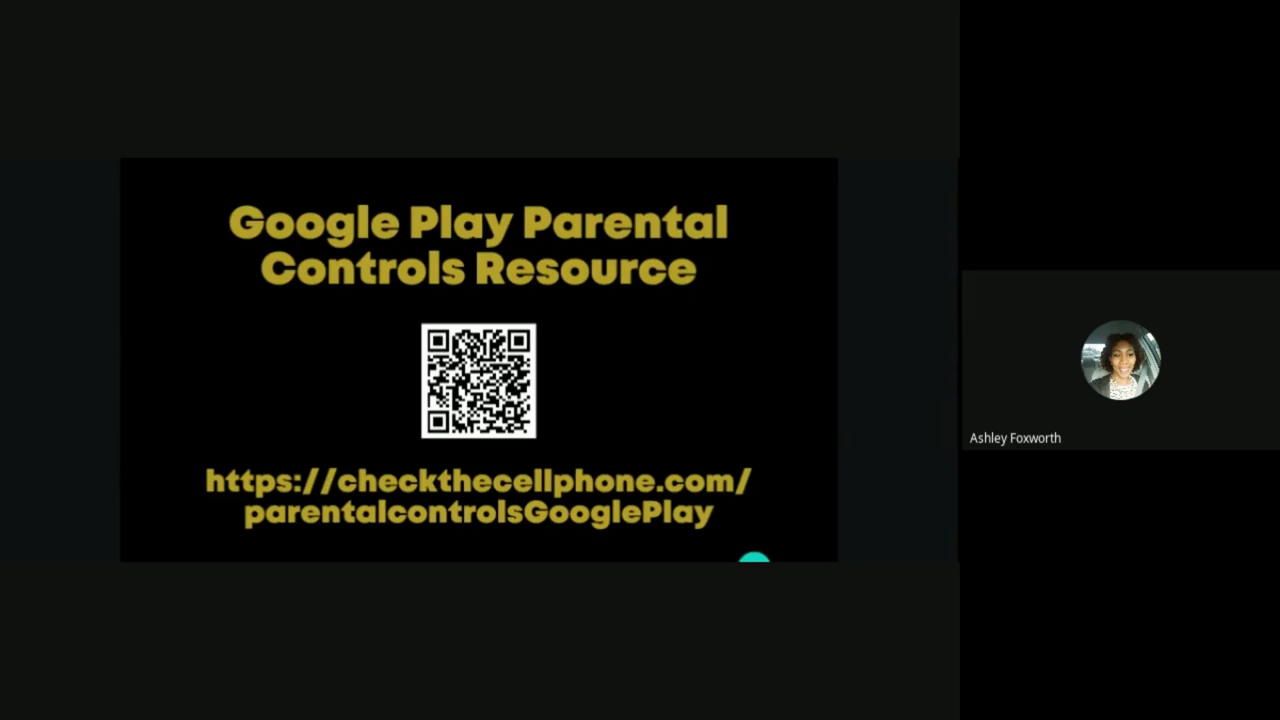 Google Play Parental
Controls Resource
https://checkthecellphone.com/
parentalcontrolsGooglePlay
Ashley Foxworth